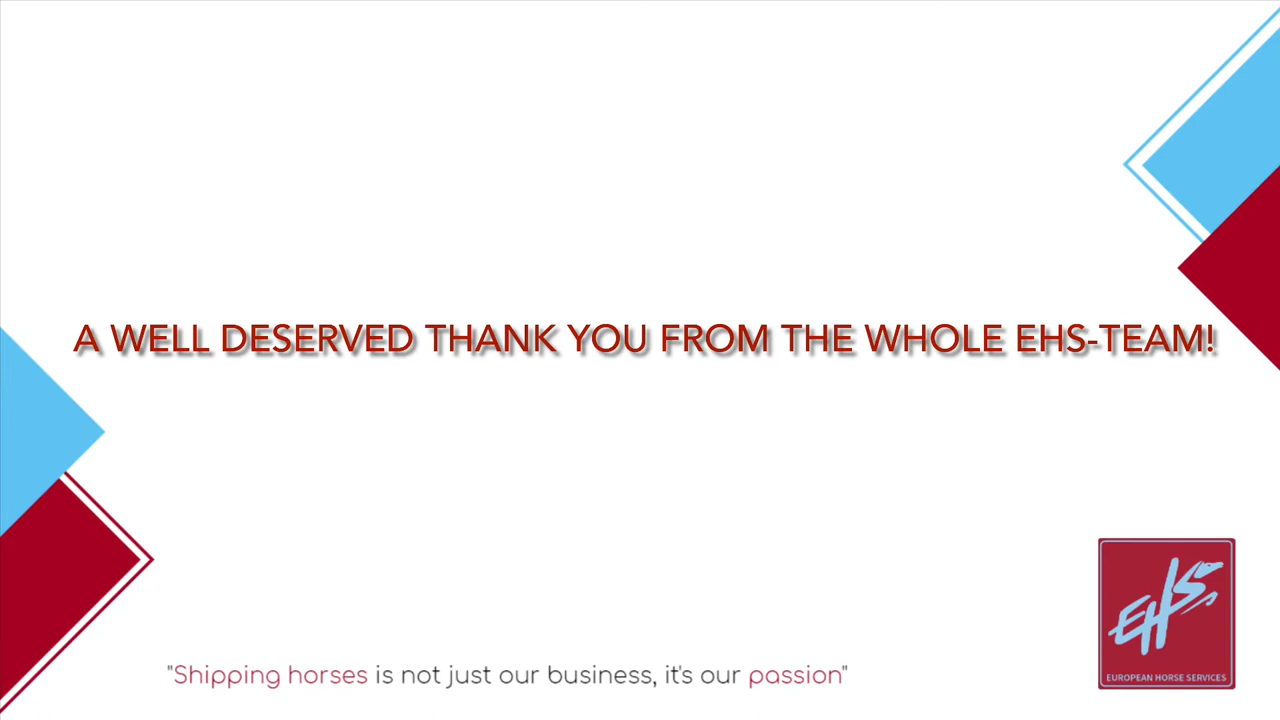 A WELL DESERVED THANK YOU FROM THE WHOLE EHS-TEAM!
EHS
EUROPEAN HORSE SERVICES
"Shipping horses is not just our business, it's our passion"